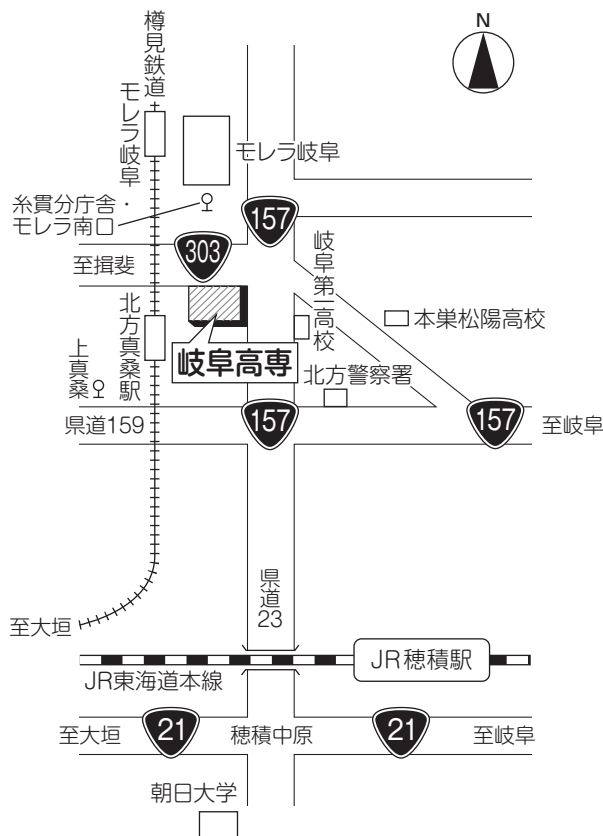 N
樽見鉄道
モレラ岐阜
モレラ岐阜
糸貫分庁舎・
モレラ南口
157
303
至揖斐
岐阜第一高校
本巣松陽高校
北方真桑駅
上真桑
岐阜高専
北方警察署
県道159
157
157
至岐阜
県道23
至大垣
JR穂積駅
JR東海道本線
至大垣
21
穂積中原
21
至岐阜
朝日大学